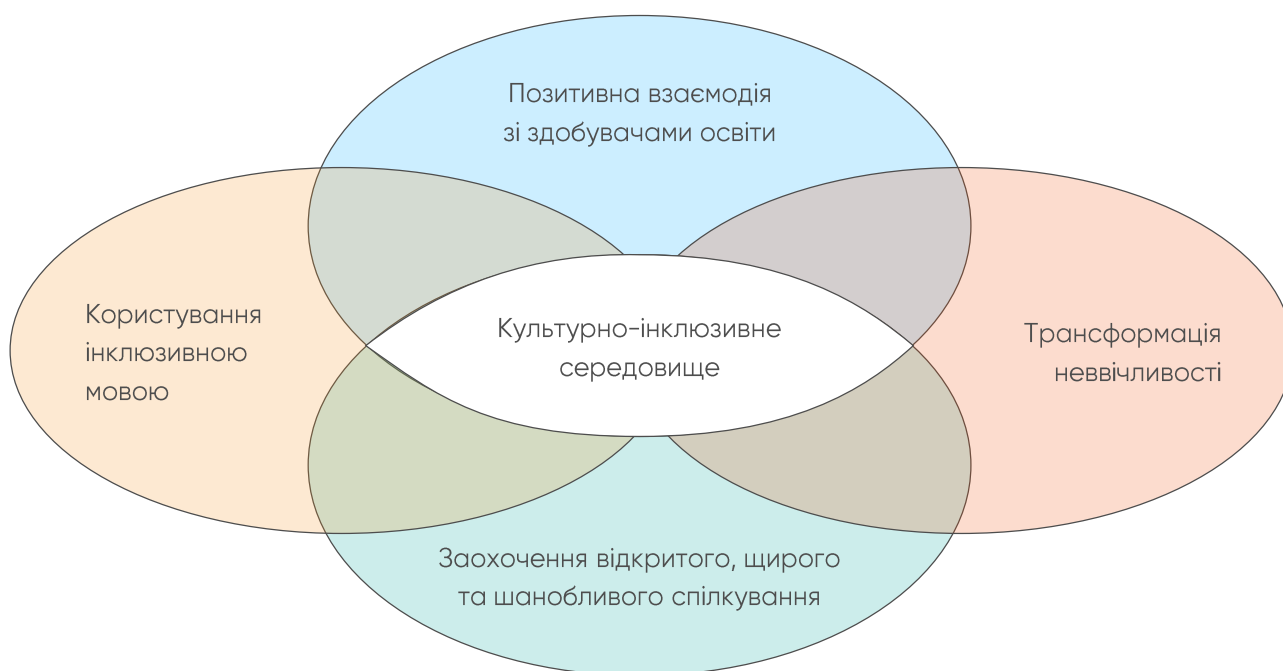 Позитивна взаємодія
зі здобувачами освіти
Користування
інклюзивною
мовою
Культурно-інклюзивне
середовище
Трансформація
неввічливості
Заохочення відкритого, щирого
та шанобливого спілкування